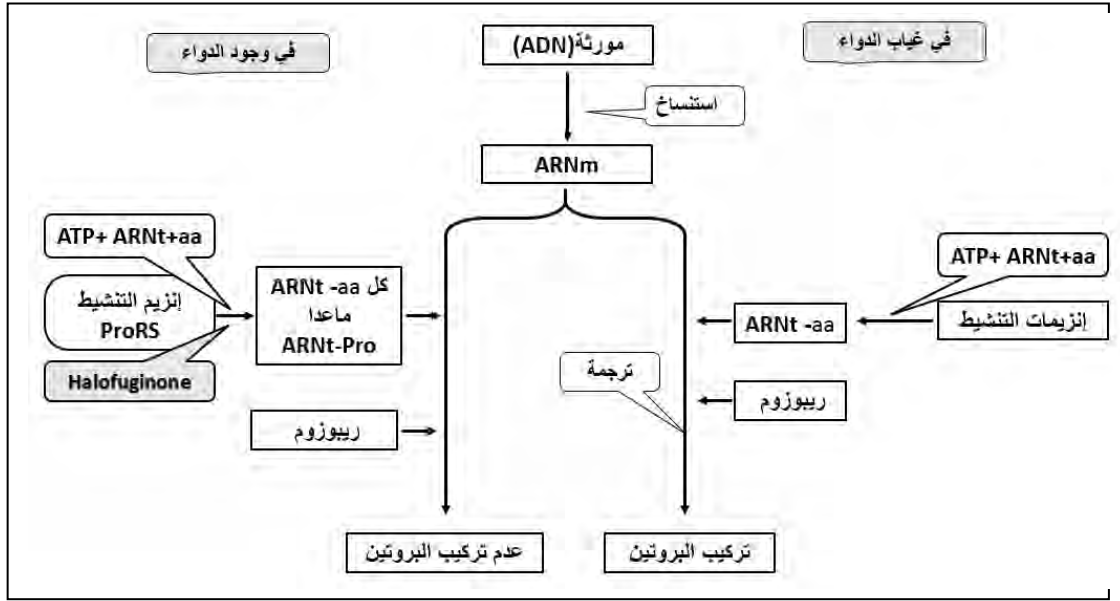 في غياب الدواء
مورثة(ADN)
في وجود الدواء
استنساخ
ARNm
ATP+ ARNt+aa
إنزيمات التنشيط
ARNt -aa
ريبوزوم
ترجمة
تركيب البروتين
ATP+ ARNt+aa
إنزيم التنشيط
ProRS
Halofuginone
كل ARNt -aa
ماعدا
ARNt-Pro
ريبوزوم
عدم تركيب البروتين